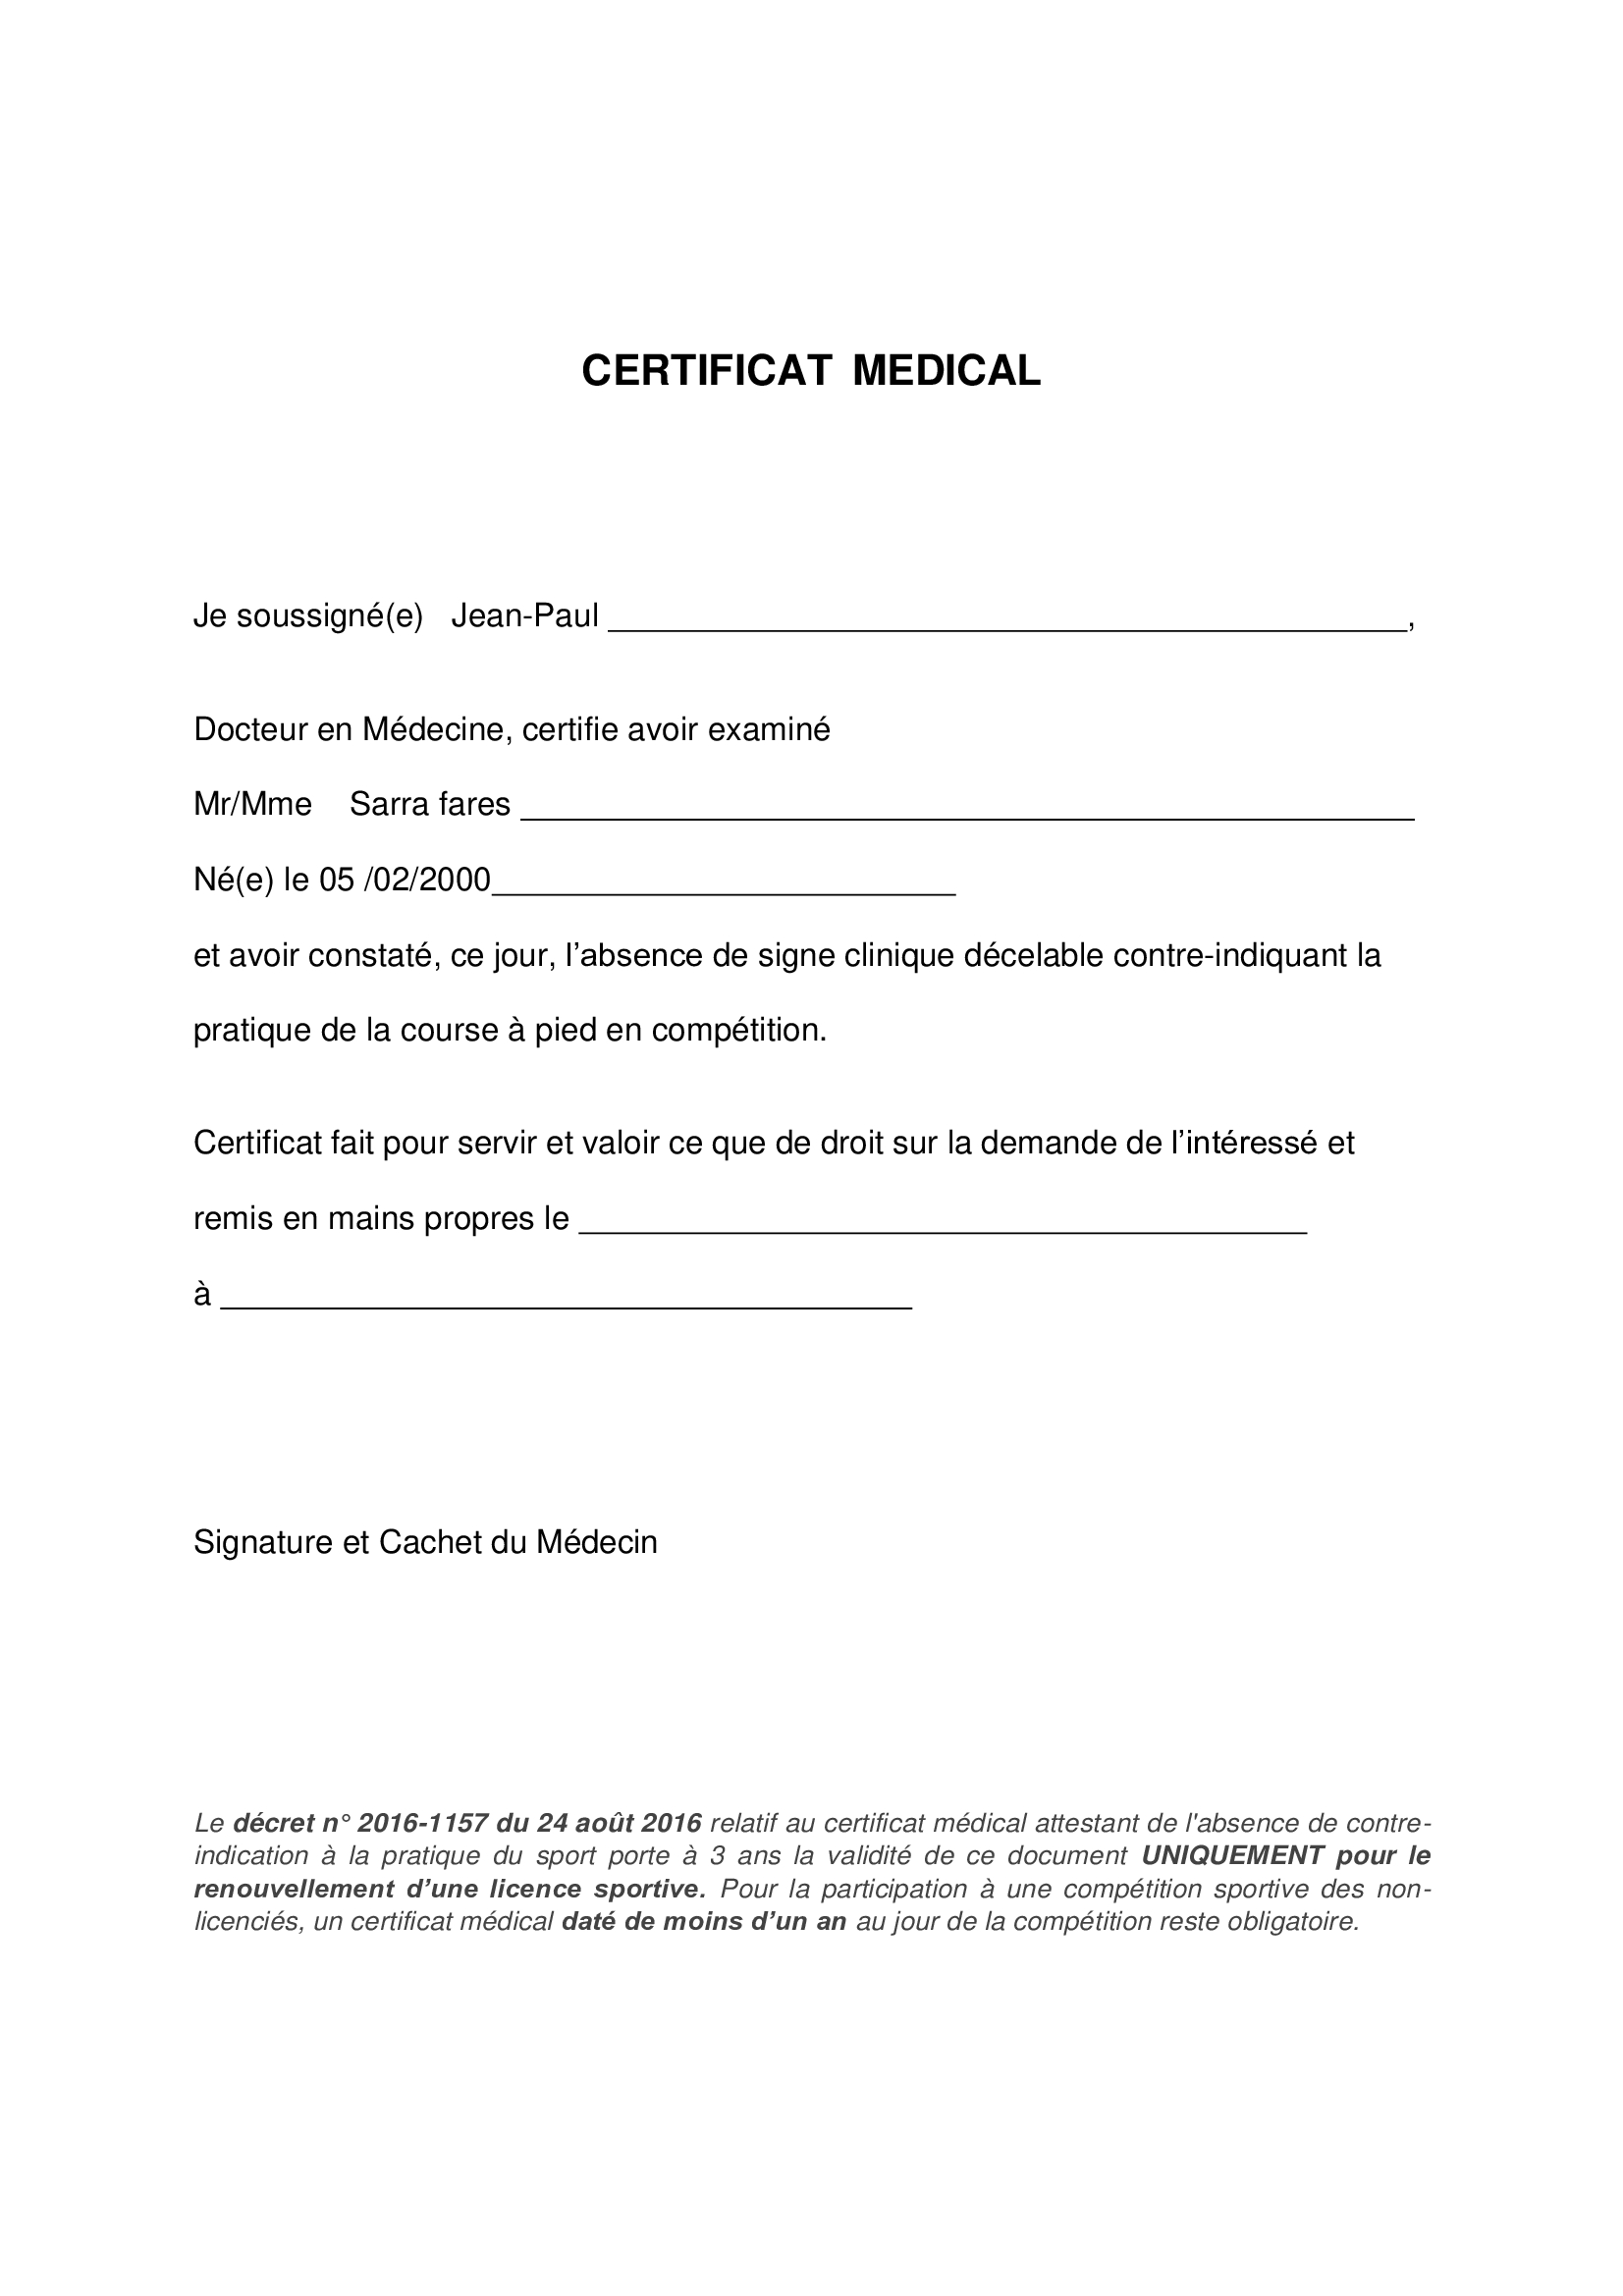 CERTIFICAT MEDICAL
Je soussigné(e) Jean-Paul ____________________________________________,
Docteur en Médecine, certifie avoir examiné
Mr/Mme Sarra fares _________________________________________________
Né(e) le 05 /02/2000_________________________
et avoir constaté, ce jour, l’absence de signe clinique décelable contre-indiquant la
pratique de la course à pied en compétition.
Certificat fait pour servir et valoir ce que de droit sur la demande de l’intéressé et
remis en mains propres le ________________________________________
à ______________________________________
Signature et Cachet du Médecin
Le décret n° 2016-1157 du 24 août 2016 relatif au certificat médical attestant de l'absence de contre-
indication à la pratique du sport porte à 3 ans la validité de ce document UNIQUEMENT pour le
renouvellement d’une licence sportive. Pour la participation à une compétition sportive des non-
licenciés, un certificat médical daté de moins d’un an au jour de la compétition reste obligatoire.